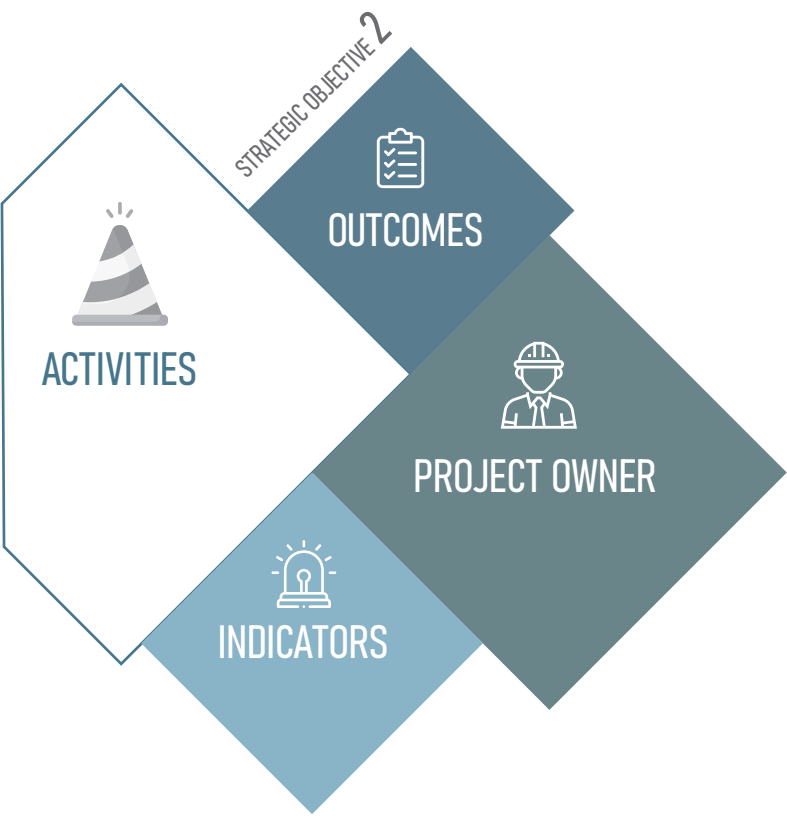 STRATEGIC OBJECTIVE 2
OUTCOMES
ACTIVITIES
PROJECT OWNER
INDICATORS